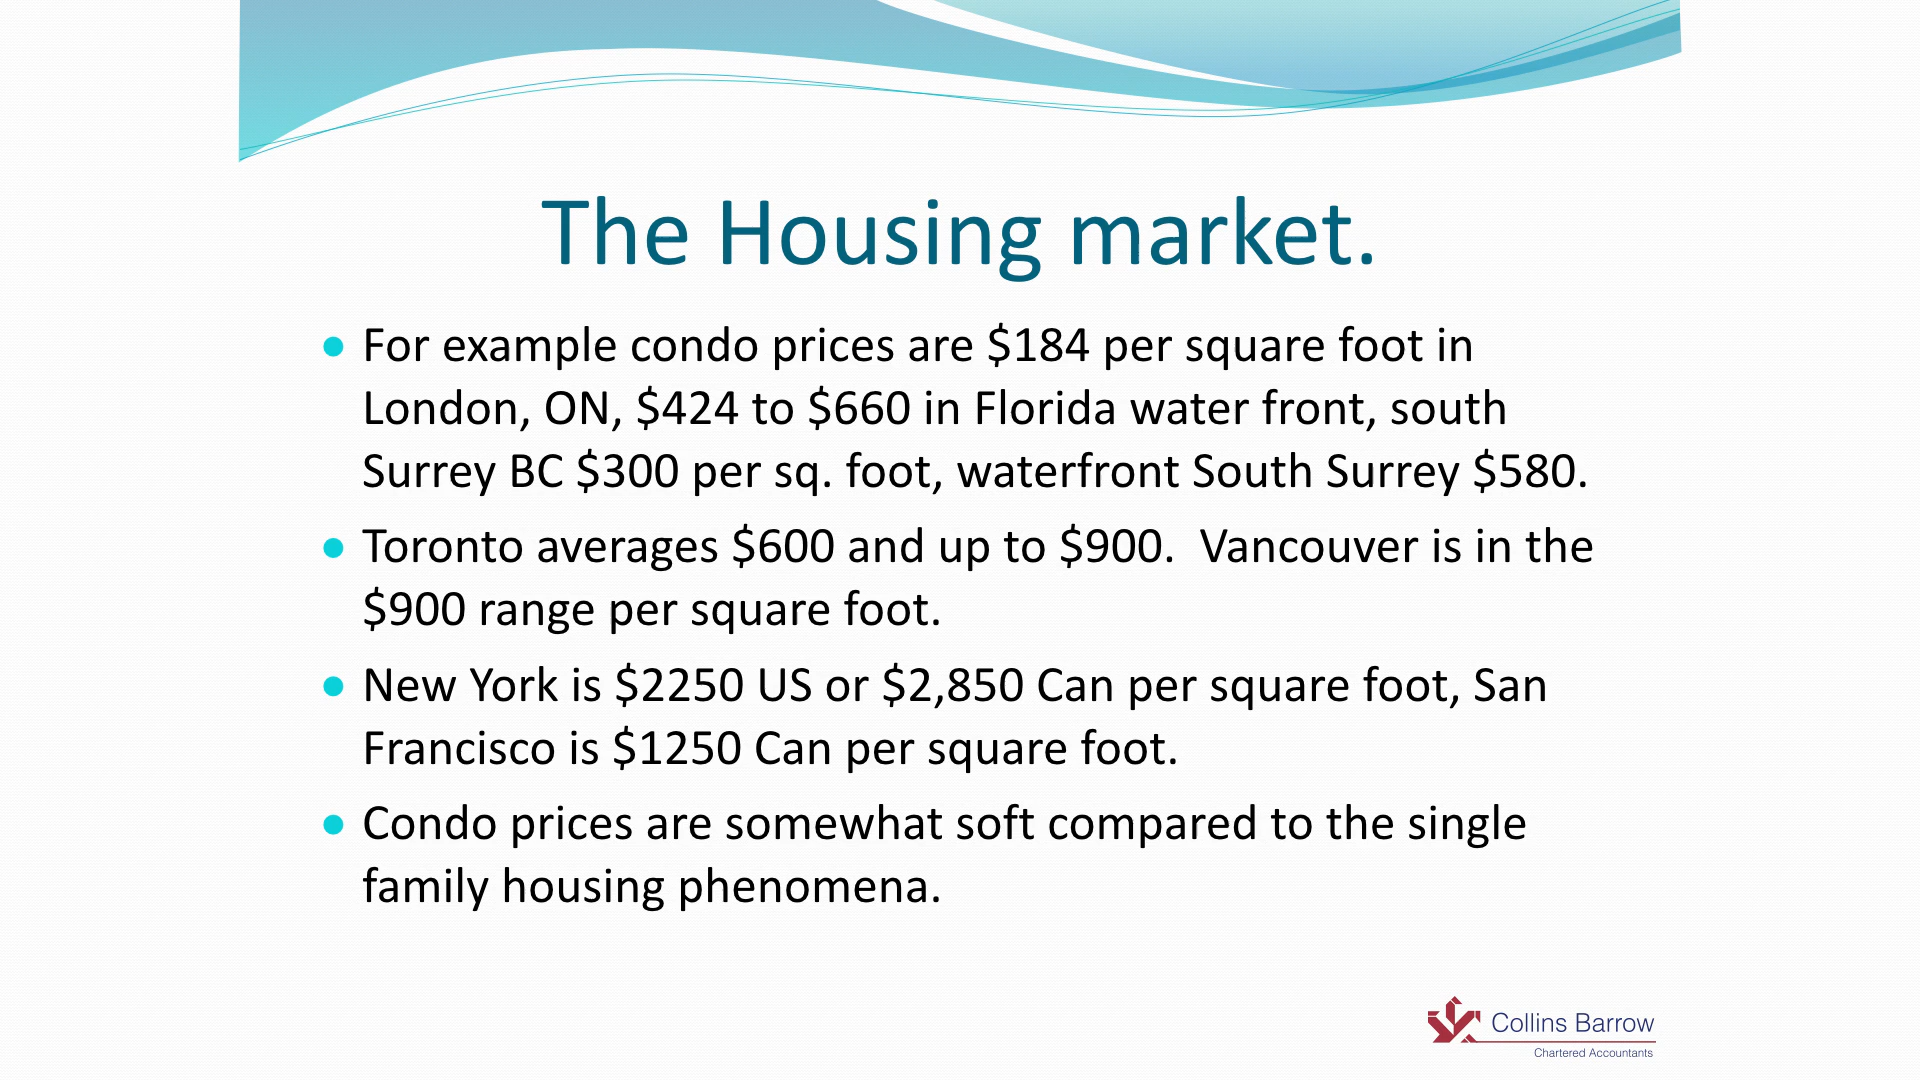 The Housing market.
• For example condo prices are $184 per square foot in
London, ON, $424 to $660 in Florida water front, south
Surrey BC $300 per sq. foot, waterfront South Surrey $580.
• Toronto averages $600 and up to $900.  Vancouver is in the
$900 range per square foot.
• New York is $2250 US or $2,850 Can per square foot, San
Francisco is $1250 Can per square foot.
• Condo prices are somewhat soft compared to the single
family housing phenomena.
Collins Barrow
Chartered Accountants